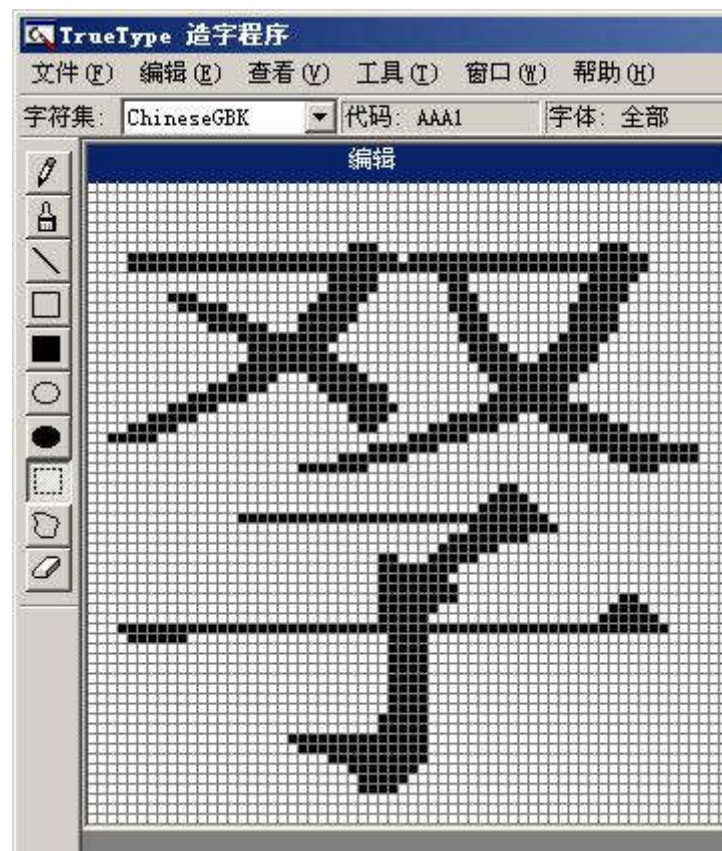 TrueType 造字程序
文件(F) 编辑(E) 查看(V) 工具(T) 窗口(W) 帮助(H)
字符集: ChineseGBK 代码: AAA1 字体: 全部
编辑